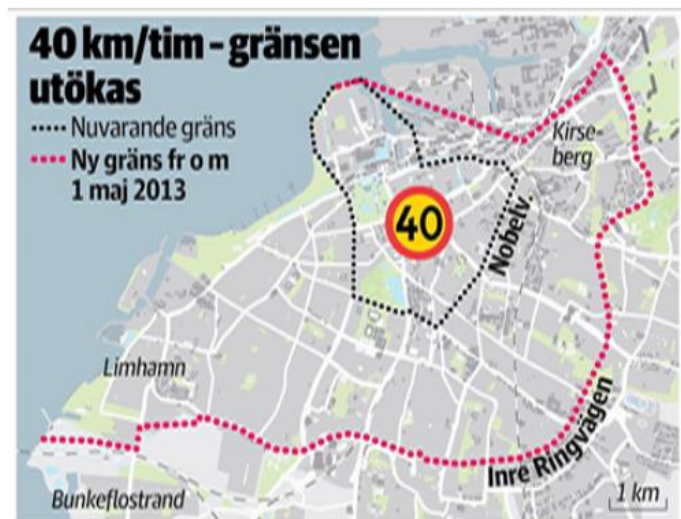 40 km/tim – gränsen
utökas
Nuvarande gräns
Ny gräns fr o m
1 maj 2013
Kirse-
berg
40
Nobelv.
Limhamn
Inre Ringvägen
Bunkeflostrand
1 km